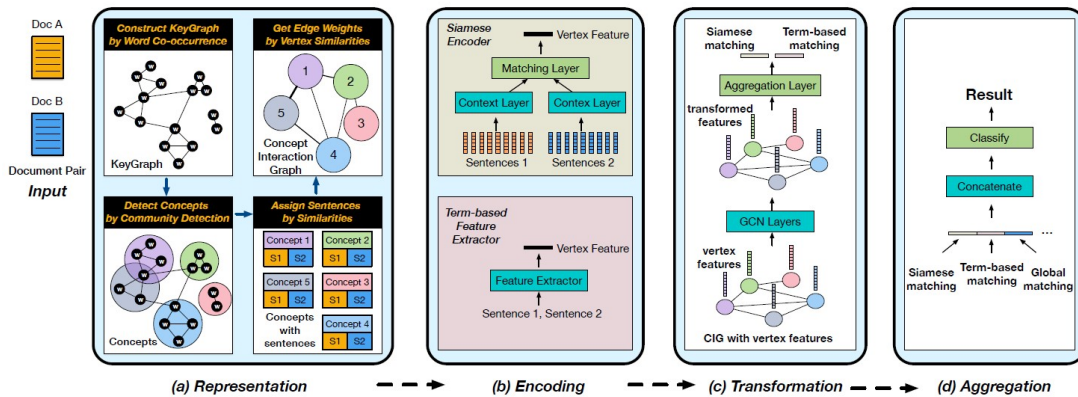 Doc A
Doc B
Document Pair
Input
Construct KeyGraph
by Word Co-occurrence
W W W W W W W W W W W W W W W W
KeyGraph
Get Edge Weights
by Vertex Similarities
1
2
5
3
4
Concept
Interaction
Graph
Detect Concepts
by Community Detection
W W W W W W W W W W W W W W W W
Concepts
Assign Sentences
by Similarities
Concept 1 Concept 2
S1 S2 S1 S2
Concept 5 Concept 3
S1 S2 S1 S2
Concepts
with
sentences
Concept 4
S1 S2
(a) Representation
Siamese
Encoder
Vertex Feature
Matching Layer
Context Layer
Contex Layer
Sentences 1
Sentences 2
Term-based
Feature
Extractor
Vertex Feature
Feature Extractor
Sentence 1, Sentence 2
(b) Encoding
Siamese
matching
Term-based
matching
Aggregation Layer
transformed
features
GCN Layers
vertex
features
CIG with vertex features
(c) Transformation
Result
Classify
Concatenate
...
Siamese
matching
Term-based
matching
Global
matching
(d) Aggregation